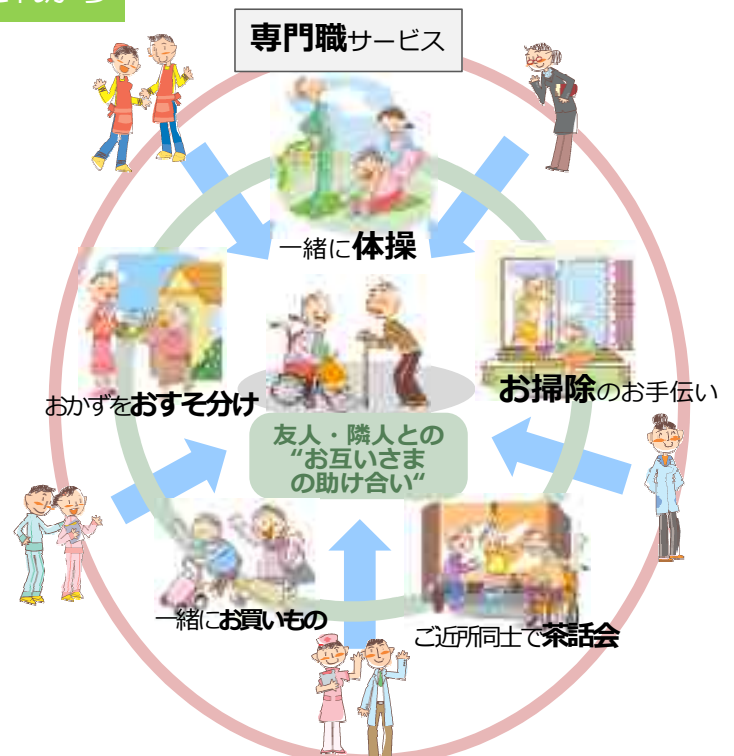 専門職サービス
一緒に体操
おかずをおすそ分け
お掃除のお手伝い
友人・隣人との
“お互いさま
の助け合い“
一緒にお買いもの
ご近所同士で茶話会